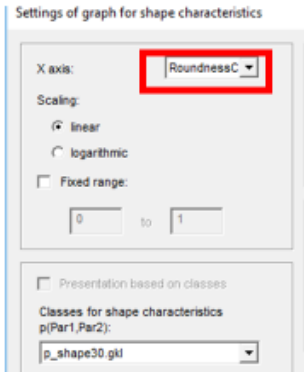 Settings of graph for shape characteristics
X axis: RoundnessC
Scaling:
linear
logarithmic
Fixed range:
0 to 1
Presentation based on classes
Classes for shape characteristics
p(Par1,Par2):
p_shape30.gkl